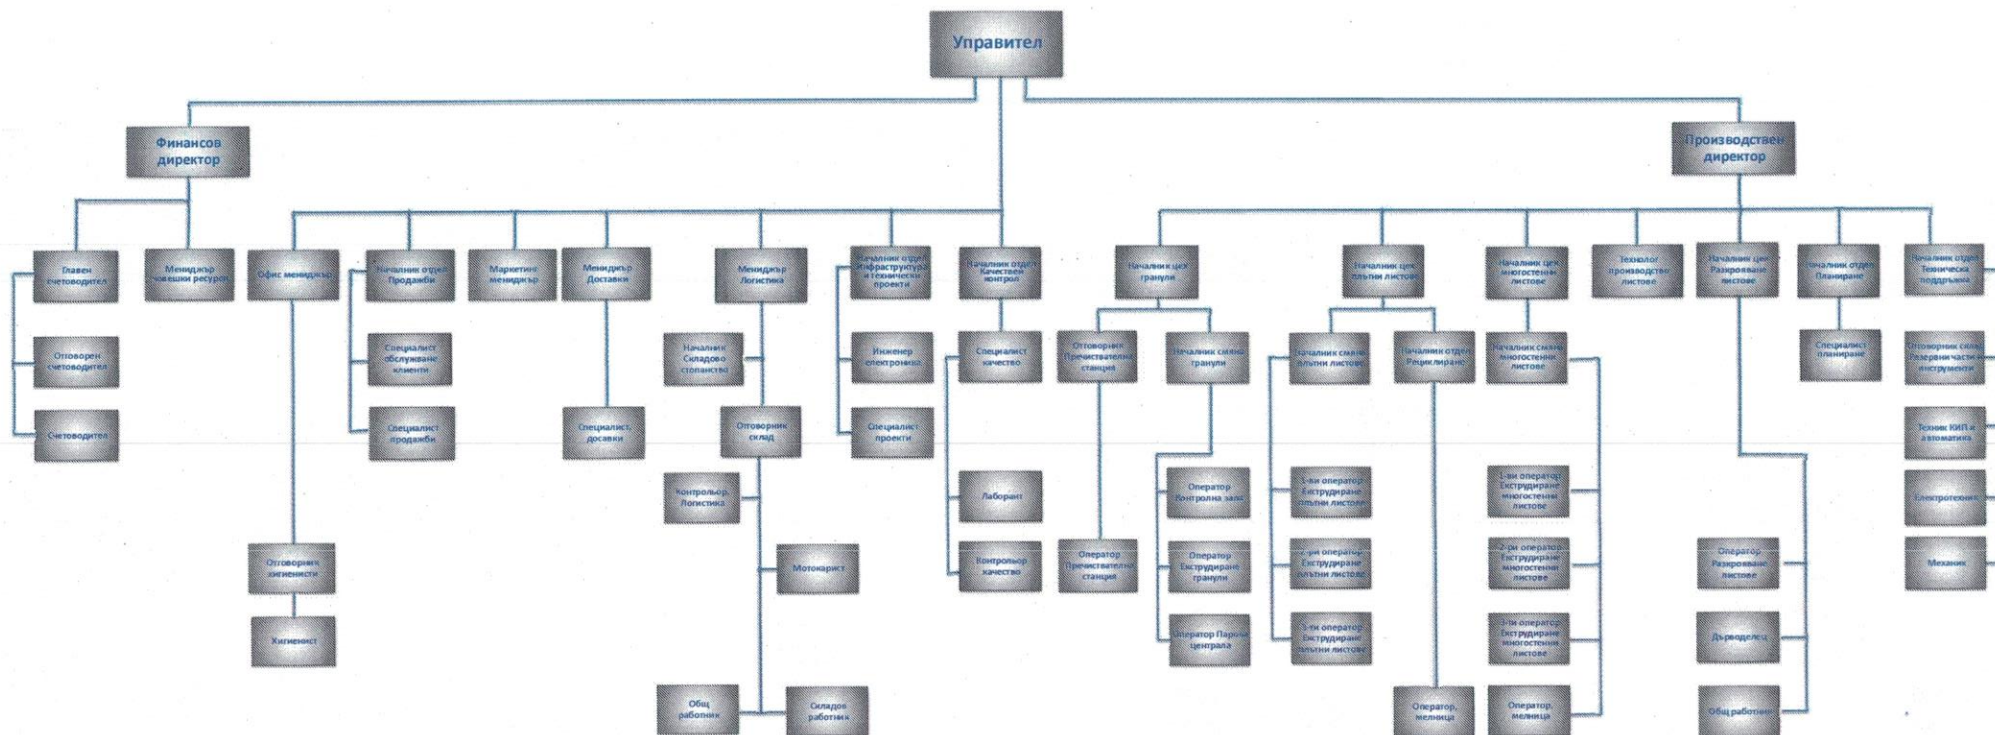 Управител
Финансов
директор
Производствен
директор
Главен
счетоводител
Мениджър
човешки ресурси
Офис мениджър
Началник отдел
Продажби
Маркетинг
мениджър
Мениджър
Доставки
Мениджър
Логистика
Началник отдел
Инфраструктура
и технически
проекти
Началник отдел
Качествен
контрол
Началник цех
гранули
Началник цех
плътни листове
Началник цех
многостенни
листове
Технолог
производство
листове
Началник цех
Разкрояване
листове
Началник отдел
Планиране
Началник отдел
Техническа
поддръжка
Отговорен
счетоводител
Специалист
обслужване
клиенти
Началник
Складово
стопанство
Инженер
електроника
Специалист
качество
Отговорник
Пречиствателна
станция
Началник смяна
гранули
Началник смяна
плътни листове
Началник отдел
Рециклиране
Началник смяна
многостенни
листове
Специалист
планиране
Отговорник склад
Резервни части и
инструменти
Счетоводител
Специалист
продажби
Специалист,
досавки
Отговорник
склад
Специалист
проекти
Техник КИП и
автоматика
Контрольор,
Логистика
Лаборант
Оператор
Контролна зала
1-ви оператор
Екструдиране
плътни листове
1-ви оператор
Екструдиране
многостенни
листове
Електротехник
Отговорник
хигиенисти
Мотокарист
Контрольор
качество
Оператор
Пречиствателна
станция
Оператор
Екструдиране
гранули
2-ри оператор
Екструдиране
плътни листове
2-ри оператор
Екструдиране
многостенни
листове
Оператор
Разкрояване
листове
Механик
Хигиенист
Оператор Парова
централа
3-ти оператор
Екструдиране
плътни листове
3-ти оператор
Екструдиране
многостенни
листове
Дърводелец
Общ
работник
Складов
работник
Оператор,
мелница
Оператор,
мелница
Общ работник